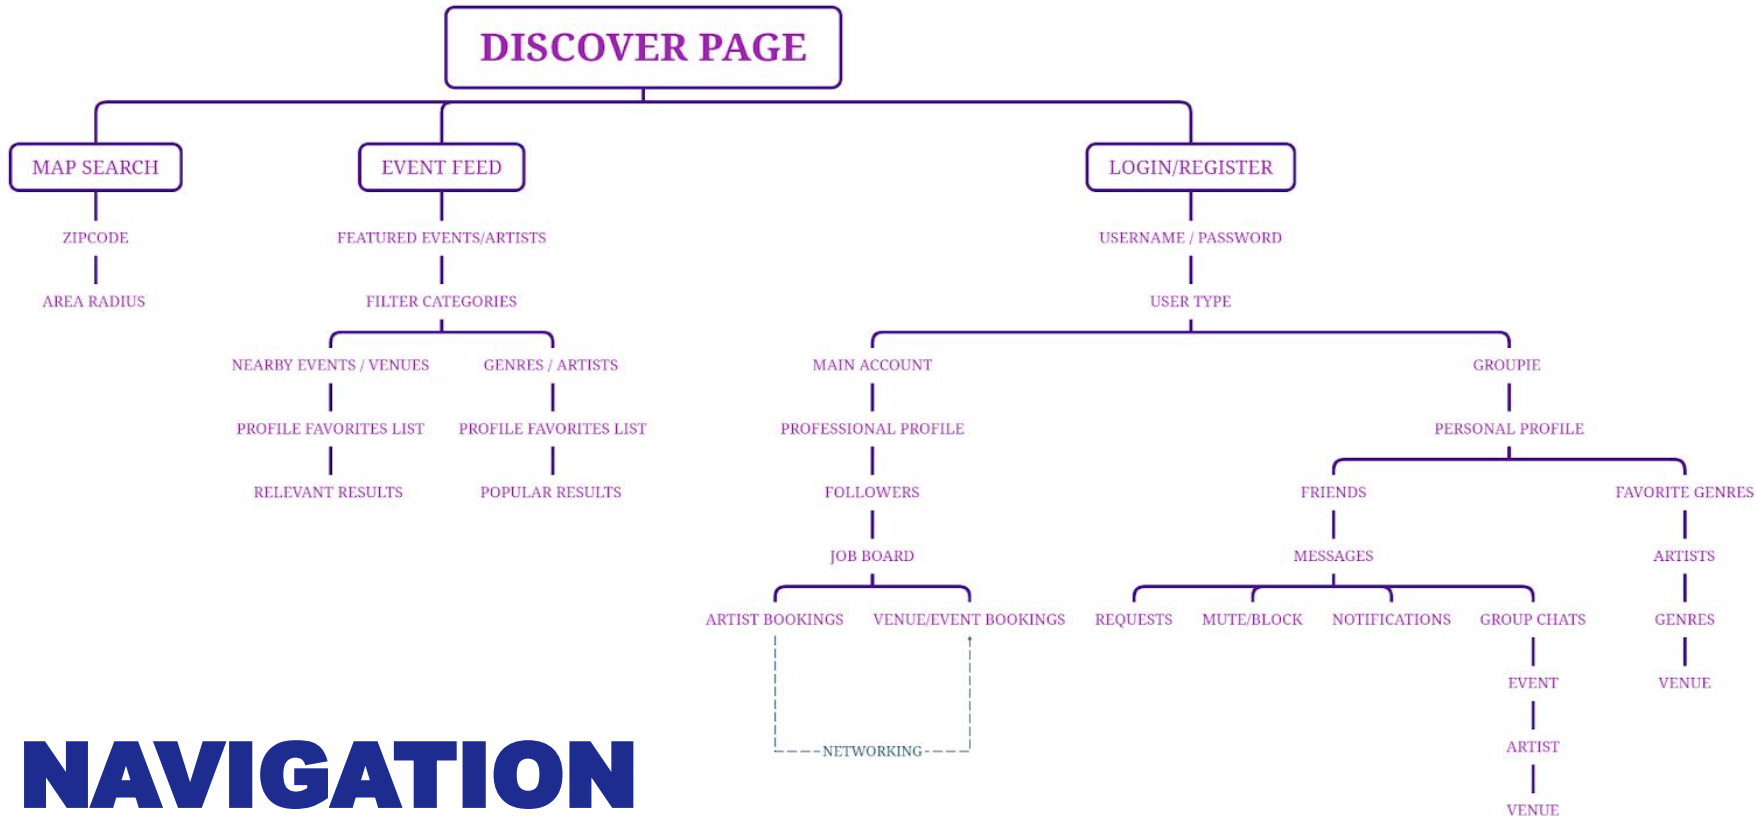 DISCOVER PAGE
MAP SEARCH
EVENT FEED
LOGIN/REGISTER
ZIPCODE
FEATURED EVENTS/ARTISTS
USERNAME / PASSWORD
AREA RADIUS
FILTER CATEGORIES
USER TYPE
NEARBY EVENTS / VENUES
GENRES / ARTISTS
MAIN ACCOUNT
GROUPIE
PROFILE FAVORITES LIST
PROFILE FAVORITES LIST
PROFESSIONAL PROFILE
PERSONAL PROFILE
RELEVANT RESULTS
POPULAR RESULTS
FOLLOWERS
FRIENDS
FAVORITE GENRES
JOB BOARD
MESSAGES
ARTISTS
ARTIST BOOKINGS
VENUE/EVENT BOOKINGS
REQUESTS
MUTE/BLOCK
NOTIFICATIONS
GROUP CHATS
GENRES
EVENT
VENUE
NETWORKING
ARTIST
VENUE
NAVIGATION